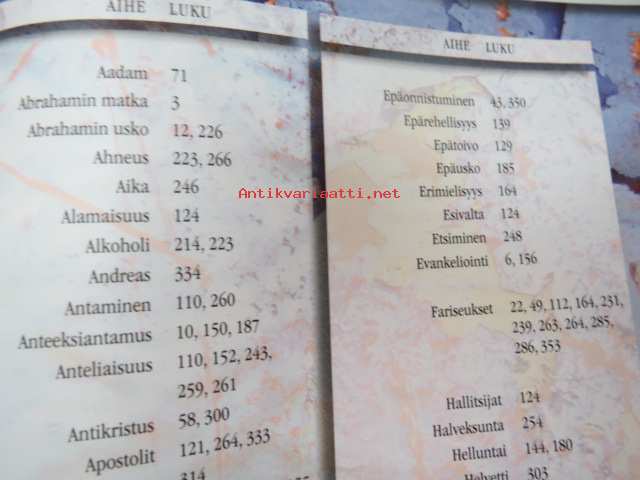 AIHE LUKU
Aadam 71
Abrahamin matka 3
Abrahamin usko 12, 226
Ahneus 223, 266
Aika 246
Alamaisuus 124
Alkoholi 214, 223
Andreas 334
Antaminen 110, 260
Anteeksiantamus 10, 150, 187
Anteliaisuus 110, 152, 243,
259, 261
Antikristus 58, 300
Apostolit 121, 264, 333
314
AIHE LUKU
Epäonnistuminen 43, 350
Epärehellisyys 139
Epätoivo 129
Epäusko 185
Erimielisyys 164
Esivalta 124
Etsiminen 248
Evankeliointi 6, 156
Fariseukset 22, 49, 112, 164, 231,
239, 263, 264, 285,
286, 353
Hallitsijat 124
Halveksunta 254
Helluntai 144, 180
Helvetti 303
Antikvariaatti.net